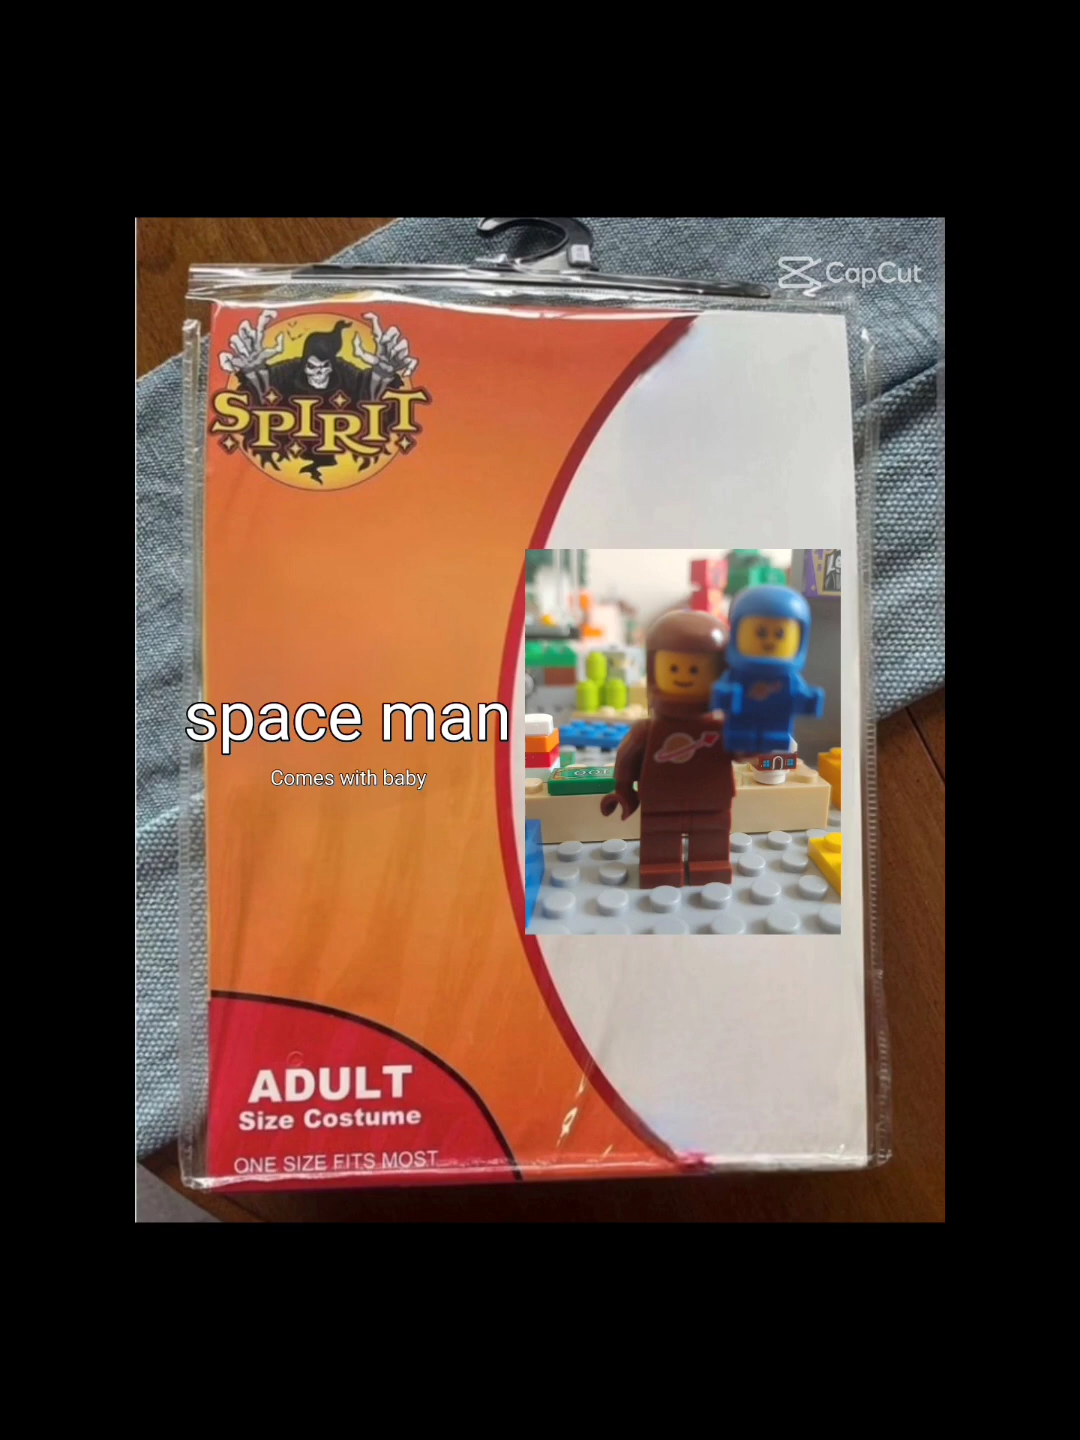 CapCut
SPIRIT
space man
Comes with baby
ADULT
Size Costume
ONE SIZE FITS MOST